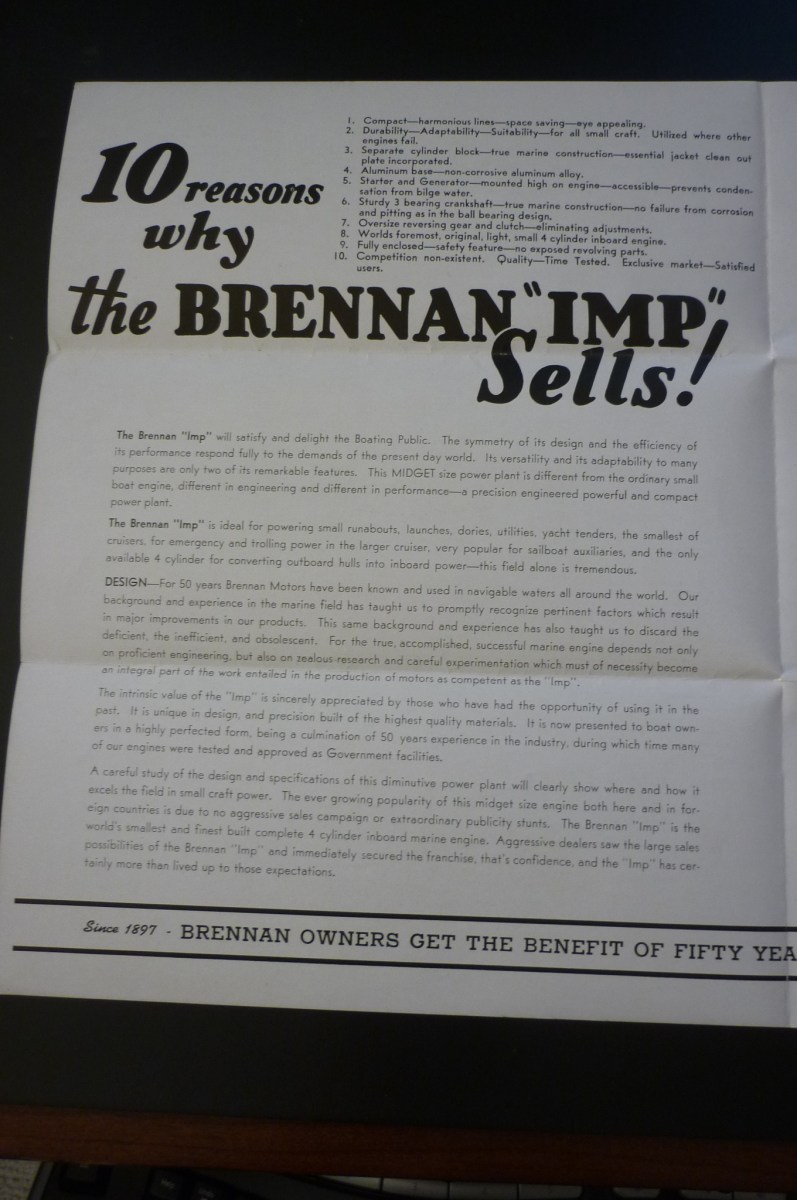 10 reasons
why
the BRENNAN "IMP"
Sells!
1. Compact—harmonious lines—space saving—eye appealing.
2. Durability—Adaptability—Suitability—for all small craft. Utilized where other
engines fail.
3. Separate cylinder block—true marine construction—essential jacket clean out
plate incorporated.
4. Aluminum base—non-corrosive aluminum alloy.
5. Starter and Generator—mounted high on engine—accessible—prevents conden-
sation from bilge water.
6. Sturdy 3 bearing crankshaft—true marine construction—no failure from corrosion
and pitting as in the ball bearing design.
7. Oversize reversing gear and clutch—eliminating adjustments.
8. Worlds foremost, original, light, small 4 cylinder inboard engine.
9. Fully enclosed—safety feature—no exposed revolving parts.
10. Competition non-existent. Quality—Time Tested. Exclusive market—Satisfied
users.
The Brennan "Imp" will satisfy and delight the Boating Public. The symmetry of its design and the efficiency of
its performance respond fully to the demands of the present day world. Its versatility and its adaptability to many
purposes are only two of its remarkable features. This MIDGET size power plant is different from the ordinary small
boat engine, different in engineering and different in performance—a precision engineered powerful and compact
power plant.
The Brennan "Imp" is ideal for powering small runabouts, launches, dories, utilities, yacht tenders, the smallest of
cruisers, for emergency and trolling power in the larger cruiser, very popular for sailboat auxiliaries, and the only
available 4 cylinder for converting outboard hulls into inboard power—this field alone is tremendous.
DESIGN—For 50 years Brennan Motors have been known and used in navigable waters all around the world. Our
background and experience in the marine field has taught us to promptly recognize pertinent factors which result
in major improvements in our products. This same background and experience has also taught us to discard the
deficient, the inefficient, and obsolescent. For the true, accomplished, successful marine engine depends not only
on proficient engineering, but also on zealous research and careful experimentation which must of necessity become
an integral part of the work entailed in the production of motors as competent as the "Imp".
The intrinsic value of the "Imp" is sincerely appreciated by those who have had the opportunity of using it in the
past. It is unique in design, and precision built of the highest quality materials. It is now presented to boat own-
ers in a highly perfected form, being a culmination of 50 years experience in the industry, during which time many
of our engines were tested and approved as Government facilities.
A careful study of the design and specifications of this diminutive power plant will clearly show where and how it
excels the field in small craft power. The ever growing popularity of this midget size engine both here and in for-
eign countries is due to no aggressive sales campaign or extraordinary publicity stunts. The Brennan "Imp" is the
world's smallest and finest built complete 4 cylinder inboard marine engine. Aggressive dealers saw the large sales
possibilities of the Brennan "Imp" and immediately secured the franchise, that's confidence, and the "Imp" has cer-
tainly more than lived up to those expectations.
Since 1897 - BRENNAN OWNERS GET THE BENEFIT OF FIFTY YEA